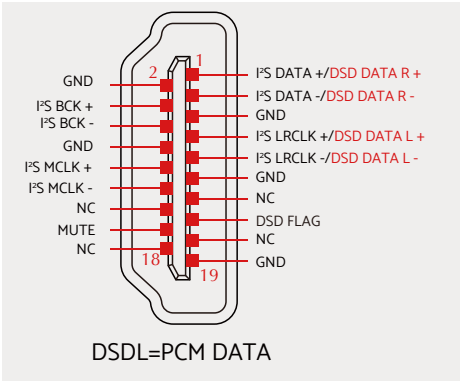 2
1
GND
I²S BCK +
I²S BCK -
GND
I²S MCLK +
I²S MCLK -
NC
MUTE
NC
18
I²S DATA +/DSD DATA R +
I²S DATA -/DSD DATA R -
GND
I²S LRCLK +/DSD DATA L +
I²S LRCLK -/DSD DATA L -
GND
NC
DSD FLAG
NC
GND
19
DSDL=PCM DATA